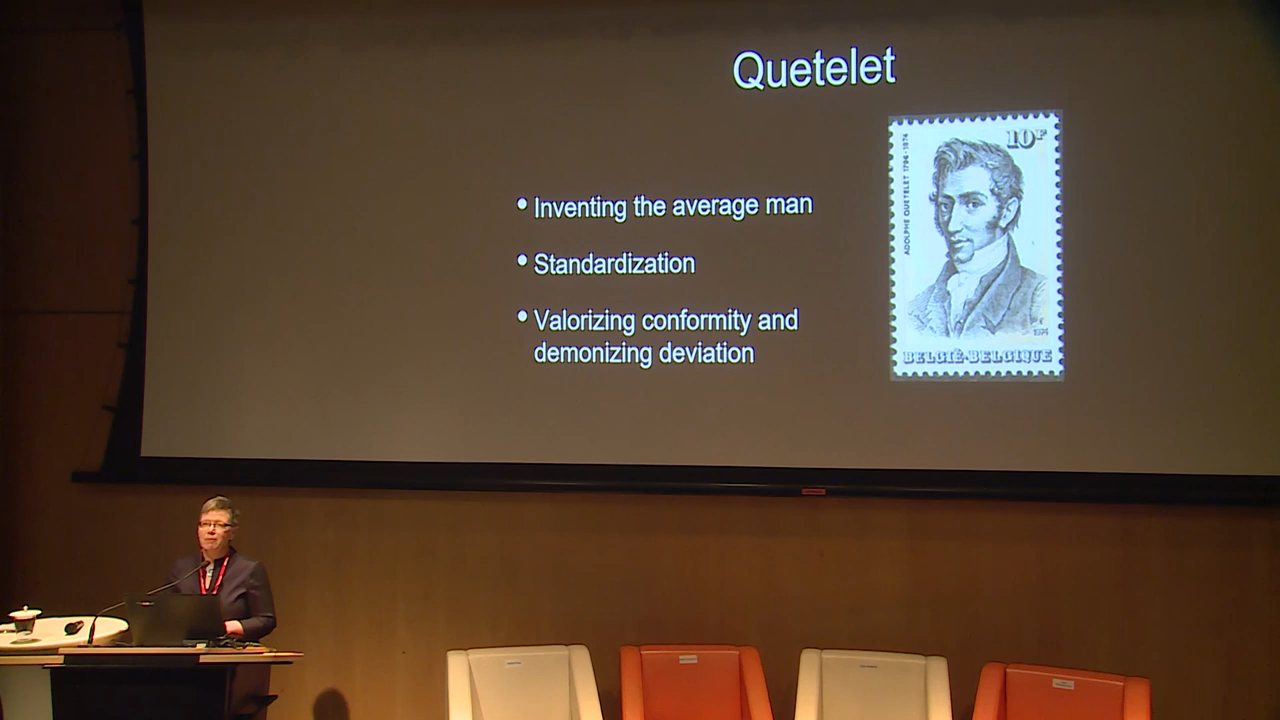 Quetelet
• Inventing the average man
• Standardization
• Valorizing conformity and
demonizing deviation
ADOLPHE QUETELET 1796-1874
10F
1974
BELGIË-BELGIQUE